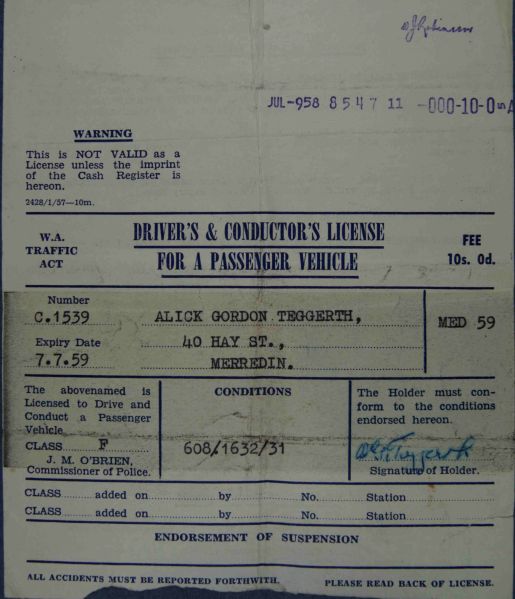 JUL-958 8547 11 -000-10-0
WARNING
This is NOT VALID as a
License unless the imprint
of the Cash Register is
hereon.
2428/1/57—10m.
W.A.
TRAFFIC
ACT
DRIVER'S & CONDUCTOR'S LICENSE
FOR A PASSENGER VEHICLE
FEE
10s. 0d.
Number
C.1539
Expiry Date
7.7.59
ALICK GORDON TEGGERTH,
40 HAY ST.,
MERREDIN.
MED 59
The abovenamed is
Licensed to Drive and
Conduct a Passenger
Vehicle
CLASS F
J. M. O'BRIEN,
Commissioner of Police.
CONDITIONS
608/1632/31
The Holder must con-
form to the conditions
endorsed hereon.
Signature of Holder.
CLASS added on by No. Station
CLASS added on by No. Station
ENDORSEMENT OF SUSPENSION
ALL ACCIDENTS MUST BE REPORTED FORTHWITH. PLEASE READ BACK OF LICENSE.